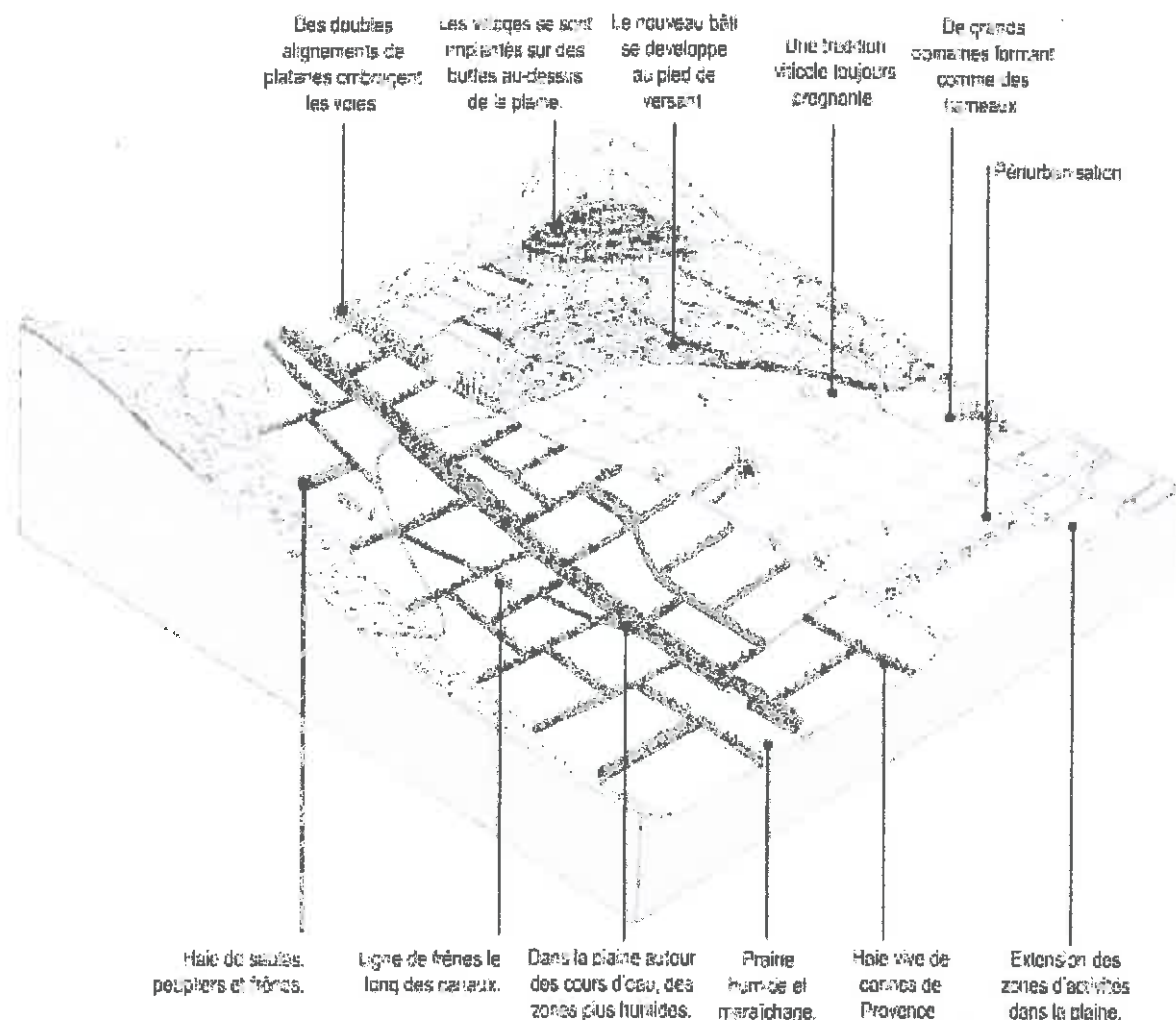 Des doubles
alignements de
platanes ombrageant
les voies
Les villages se sont
implantés sur des
buttes au-dessus
de la plaine.
Le nouveau bâti
se développe
au pied de
versant
Une tradition
viticole toujours
prégnante
De grands
domaines formant
comme des
hameaux
Périurbanisation
Haie de saules,
peupliers et frênes.
Ligne de frênes le
long des canaux.
Dans la plaine autour
des cours d'eau, des
zones plus humides.
Prairie
humide et
maraîchage.
Haie vive de
cannes de
Provence
Extension des
zones d'activités
dans la plaine.